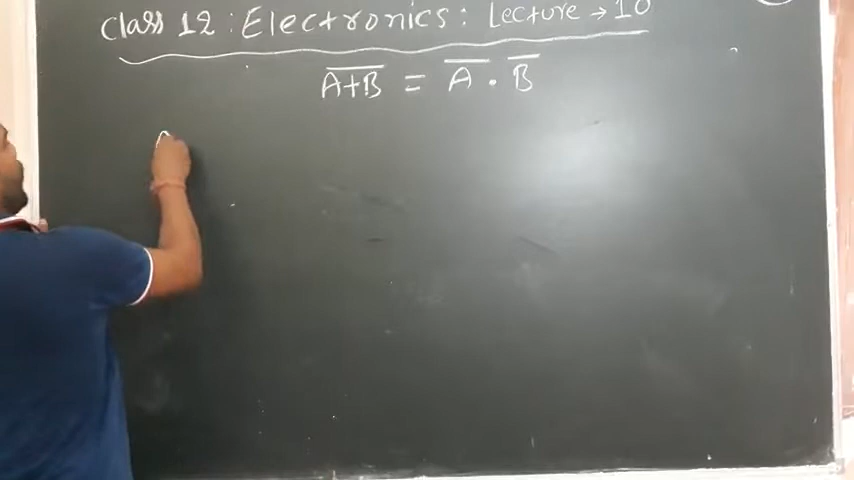 Class 12 : Electronics : Lecture → 10
A̅+̅B̅ = A̅ . B̅